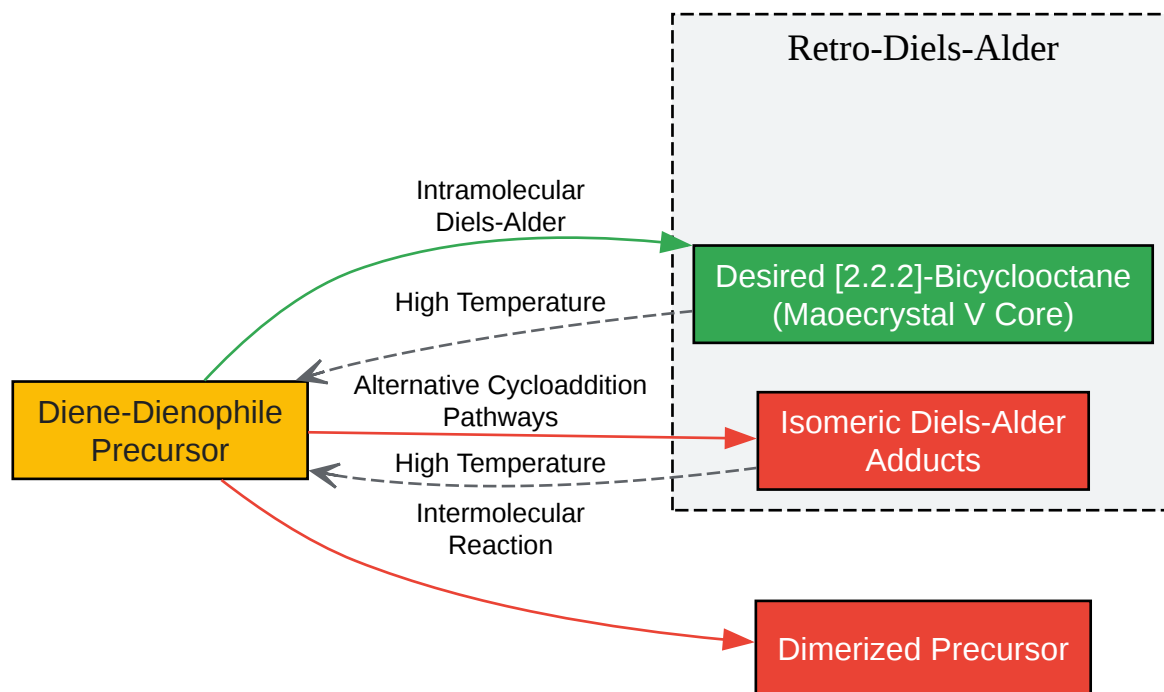 Retro-Diels-Alder
Intramolecular
Diels-Alder
Desired [2.2.2]-Bicyclooctane
(Maoecrystal V Core)
High Temperature
Diene-Dienophile
Precursor
Alternative Cycloaddition
Pathways
Isomeric Diels-Alder
Adducts
High Temperature
Intermolecular
Reaction
Dimerized Precursor